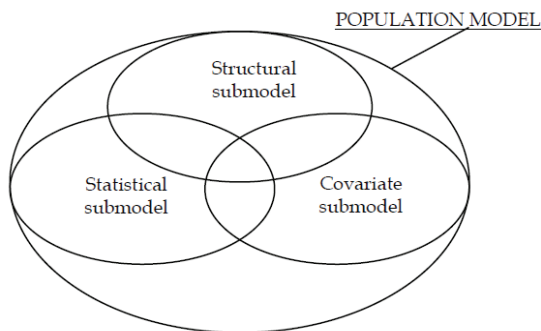 POPULATION MODEL
Structural
submodel
Statistical
submodel
Covariate
submodel